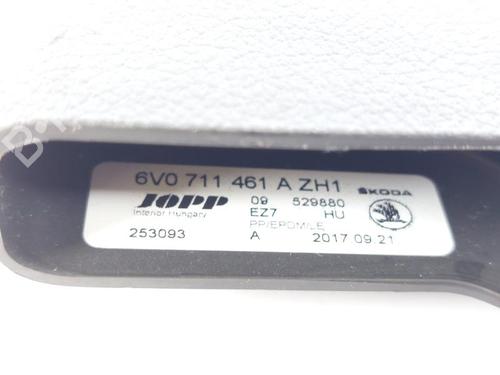 6V0 711 461 A ZH1 ŠKODA
JOPP 09 529880
Interior Hungary EZ7 HU
PP/EPDM/LE
253093 A 2017.09.21